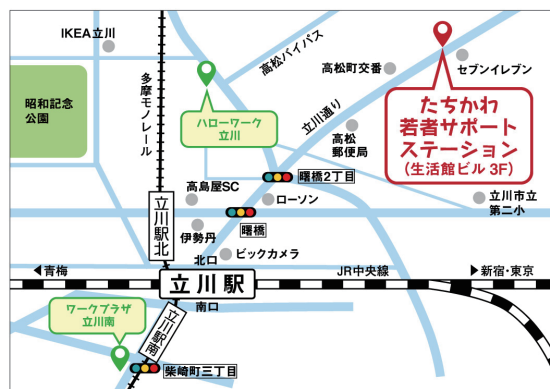 IKEA立川
昭和記念
公園
多摩モノレール
ハローワーク
立川
高松バイパス
立川通り
高松町交番
セブンイレブン
たちかわ
若者サポート
ステーション
(生活館ビル3F)
高松
郵便局
曙橋2丁目
高島屋SC
ローソン
立川市立
第二小
立川駅北
伊勢丹
曙橋
北口
ビックカメラ
青梅
立川駅
JR中央線
新宿・東京
南口
ワークプラザ
立川南
立川駅南
柴崎町三丁目